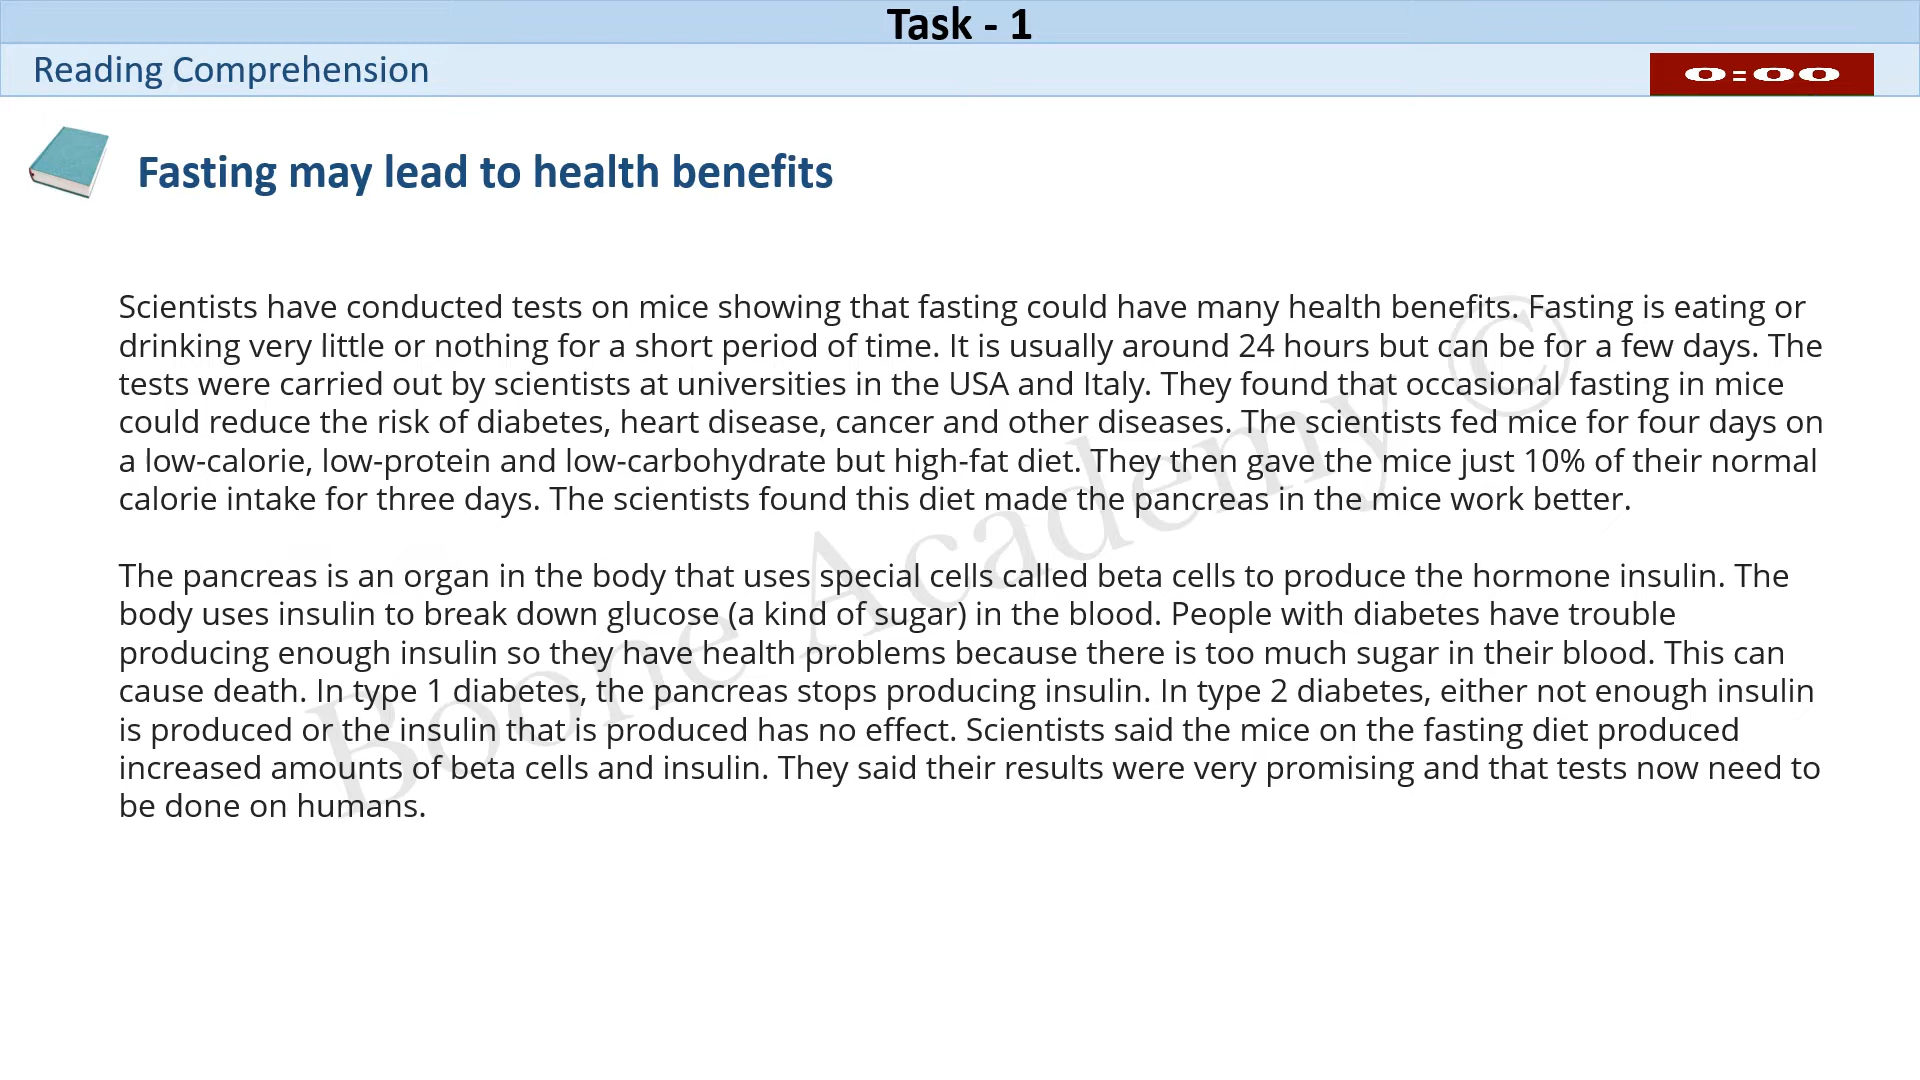 Task - 1
Reading Comprehension
0:00
Fasting may lead to health benefits
Scientists have conducted tests on mice showing that fasting could have many health benefits. Fasting is eating or
drinking very little or nothing for a short period of time. It is usually around 24 hours but can be for a few days. The
tests were carried out by scientists at universities in the USA and Italy. They found that occasional fasting in mice
could reduce the risk of diabetes, heart disease, cancer and other diseases. The scientists fed mice for four days on
a low-calorie, low-protein and low-carbohydrate but high-fat diet. They then gave the mice just 10% of their normal
calorie intake for three days. The scientists found this diet made the pancreas in the mice work better.
The pancreas is an organ in the body that uses special cells called beta cells to produce the hormone insulin. The
body uses insulin to break down glucose (a kind of sugar) in the blood. People with diabetes have trouble
producing enough insulin so they have health problems because there is too much sugar in their blood. This can
cause death. In type 1 diabetes, the pancreas stops producing insulin. In type 2 diabetes, either not enough insulin
is produced or the insulin that is produced has no effect. Scientists said the mice on the fasting diet produced
increased amounts of beta cells and insulin. They said their results were very promising and that tests now need to
be done on humans.
Boone Academy ©